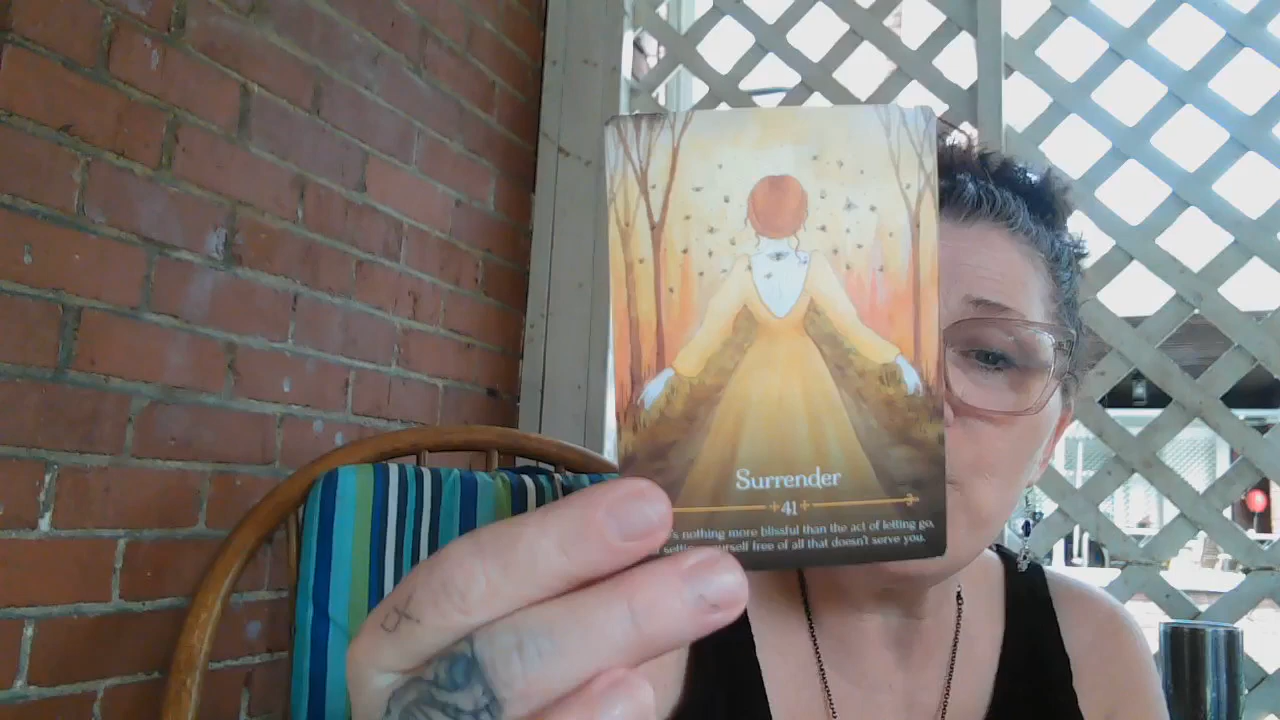 Surrender
41
's nothing more blissful than the act of letting go,
yourself free of all that doesn't serve you.